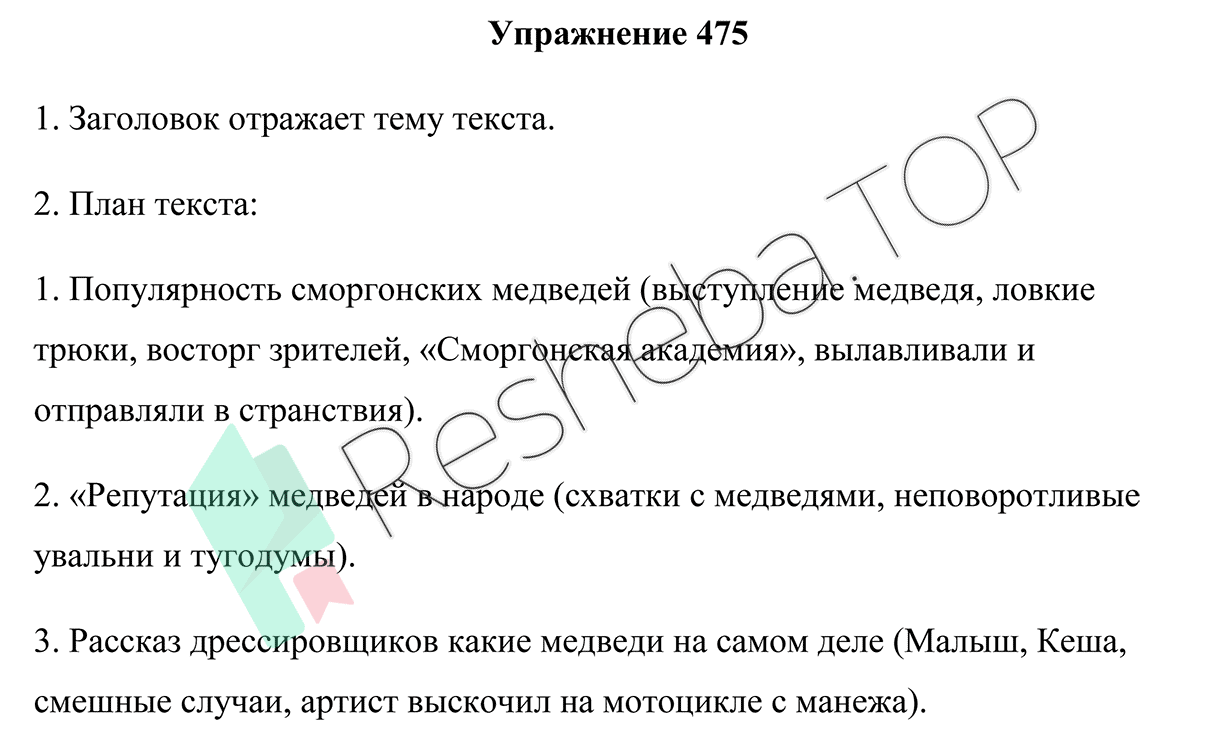 Упражнение 475
1. Заголовок отражает тему текста.
2. План текста:
1. Популярность сморгонских медведей (выступление медведя, ловкие
трюки, восторг зрителей, «Сморгонская академия», вылавливали и
отправляли в странствия).
2. «Репутация» медведей в народе (схватки с медведями, неповоротливые
увальни и тугодумы).
3. Рассказ дрессировщиков какие медведи на самом деле (Малыш, Кеша,
смешные случаи, артист выскочил на мотоцикле с манежа).
Resheba.TOP